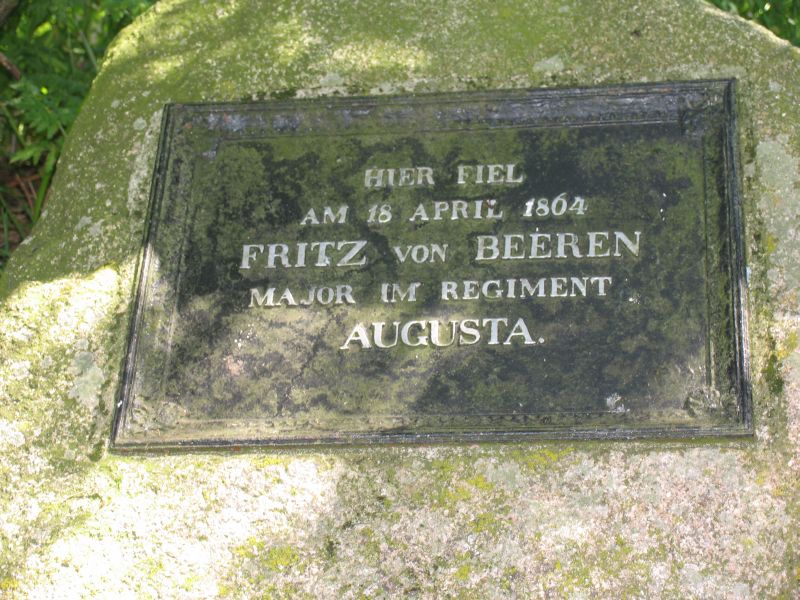 HIER FIEL
AM 18 APRIL 1864
FRITZ VON BEEREN
MAJOR IM REGIMENT
AUGUSTA.